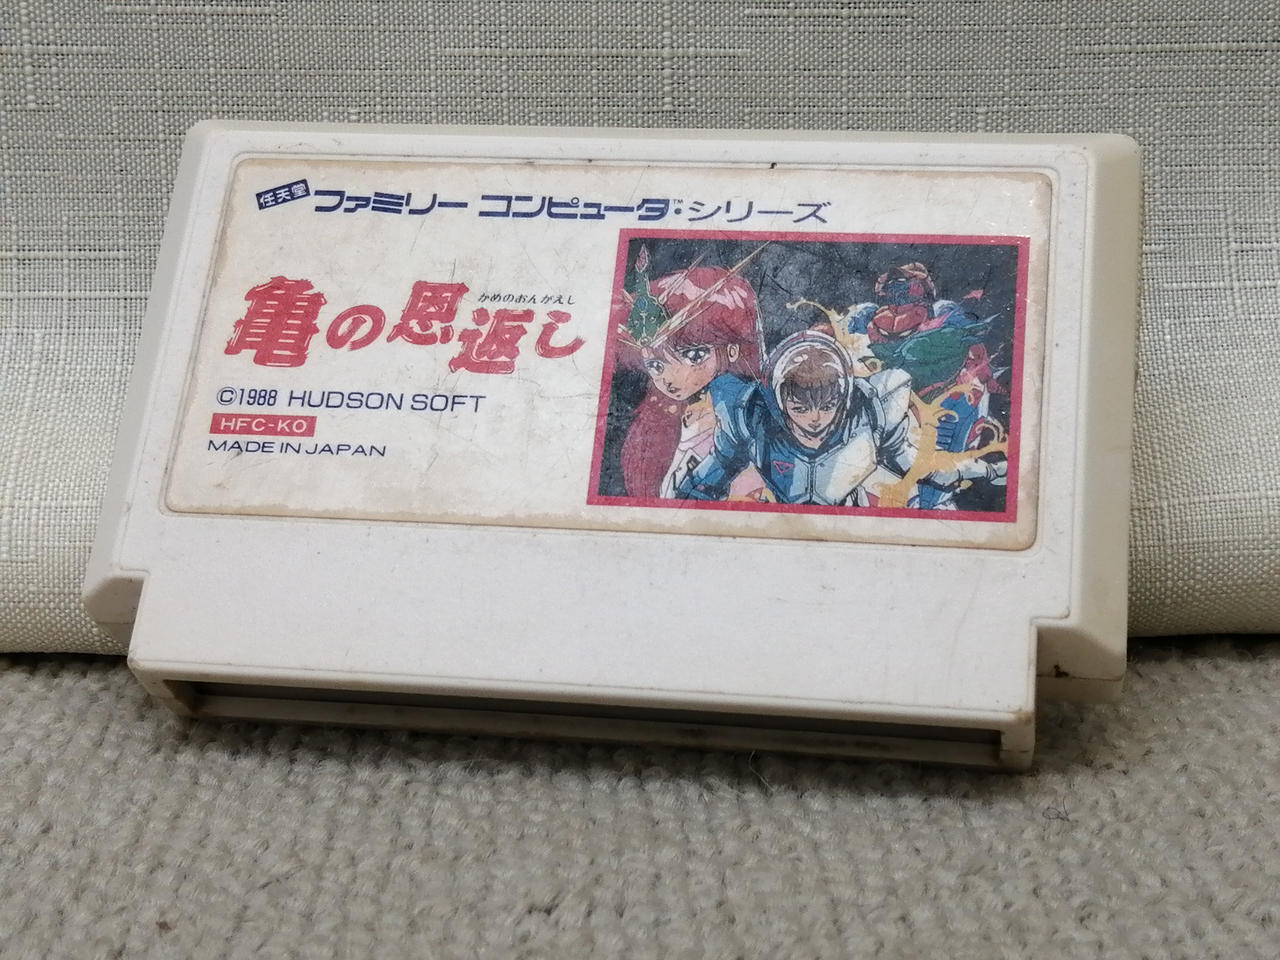 任天堂 ファミリー コンピュータ™・シリーズ
かめのおんがえし
亀の恩返し
©1988 HUDSON SOFT
HFC-KO
MADE IN JAPAN